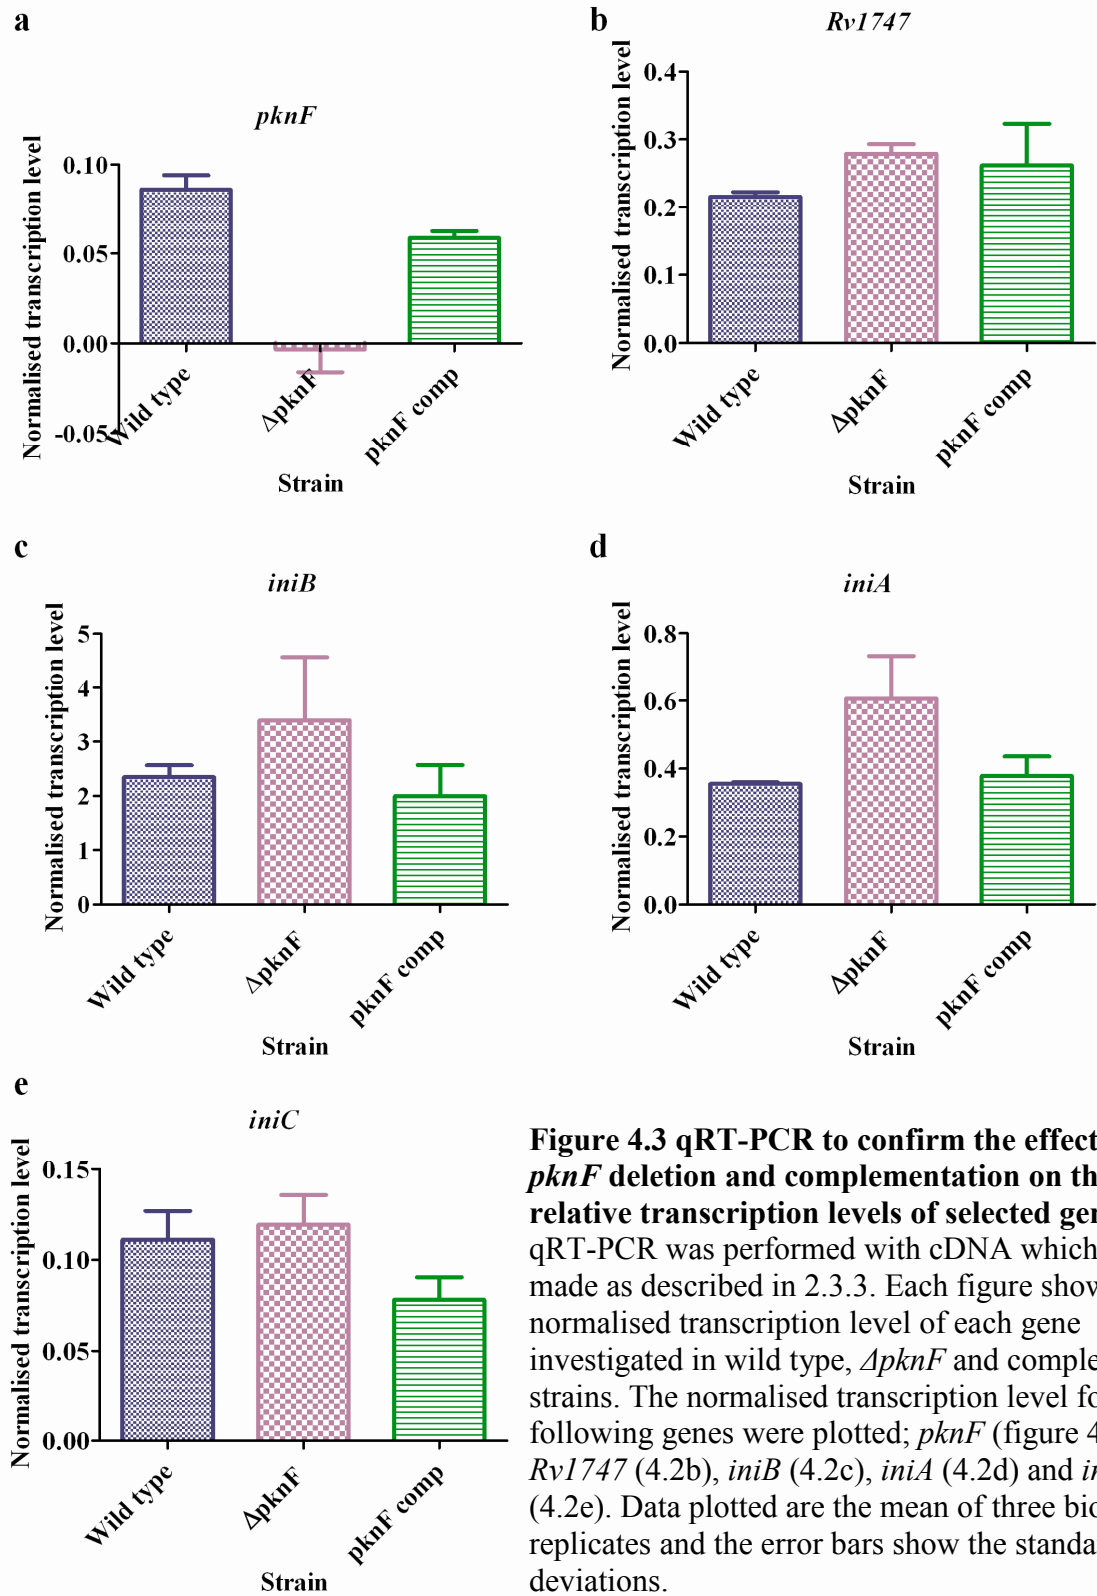 a
pknF
Normalised transcription level
0.10
0.05
0.00
-0.05
Wild type
ΔpknF
pknF comp
Strain
b
Rv1747
Normalised transcription level
0.4
0.3
0.2
0.1
0.0
Wild type
ΔpknF
pknF comp
Strain
c
iniB
Normalised transcription level
5
4
3
2
1
0
Wild type
ΔpknF
pknF comp
Strain
d
iniA
Normalised transcription level
0.8
0.6
0.4
0.2
0.0
Wild type
ΔpknF
pknF comp
Strain
e
iniC
Normalised transcription level
0.15
0.10
0.05
0.00
Wild type
ΔpknF
pknF comp
Strain
Figure 4.3 qRT-PCR to confirm the effect
pknF deletion and complementation on th
relative transcription levels of selected gen
qRT-PCR was performed with cDNA which
made as described in 2.3.3. Each figure show
normalised transcription level of each gene
investigated in wild type, ΔpknF and comple
strains. The normalised transcription level fo
following genes were plotted; pknF (figure 4
Rv1747 (4.2b), iniB (4.2c), iniA (4.2d) and in
(4.2e). Data plotted are the mean of three bio
replicates and the error bars show the standa
deviations.